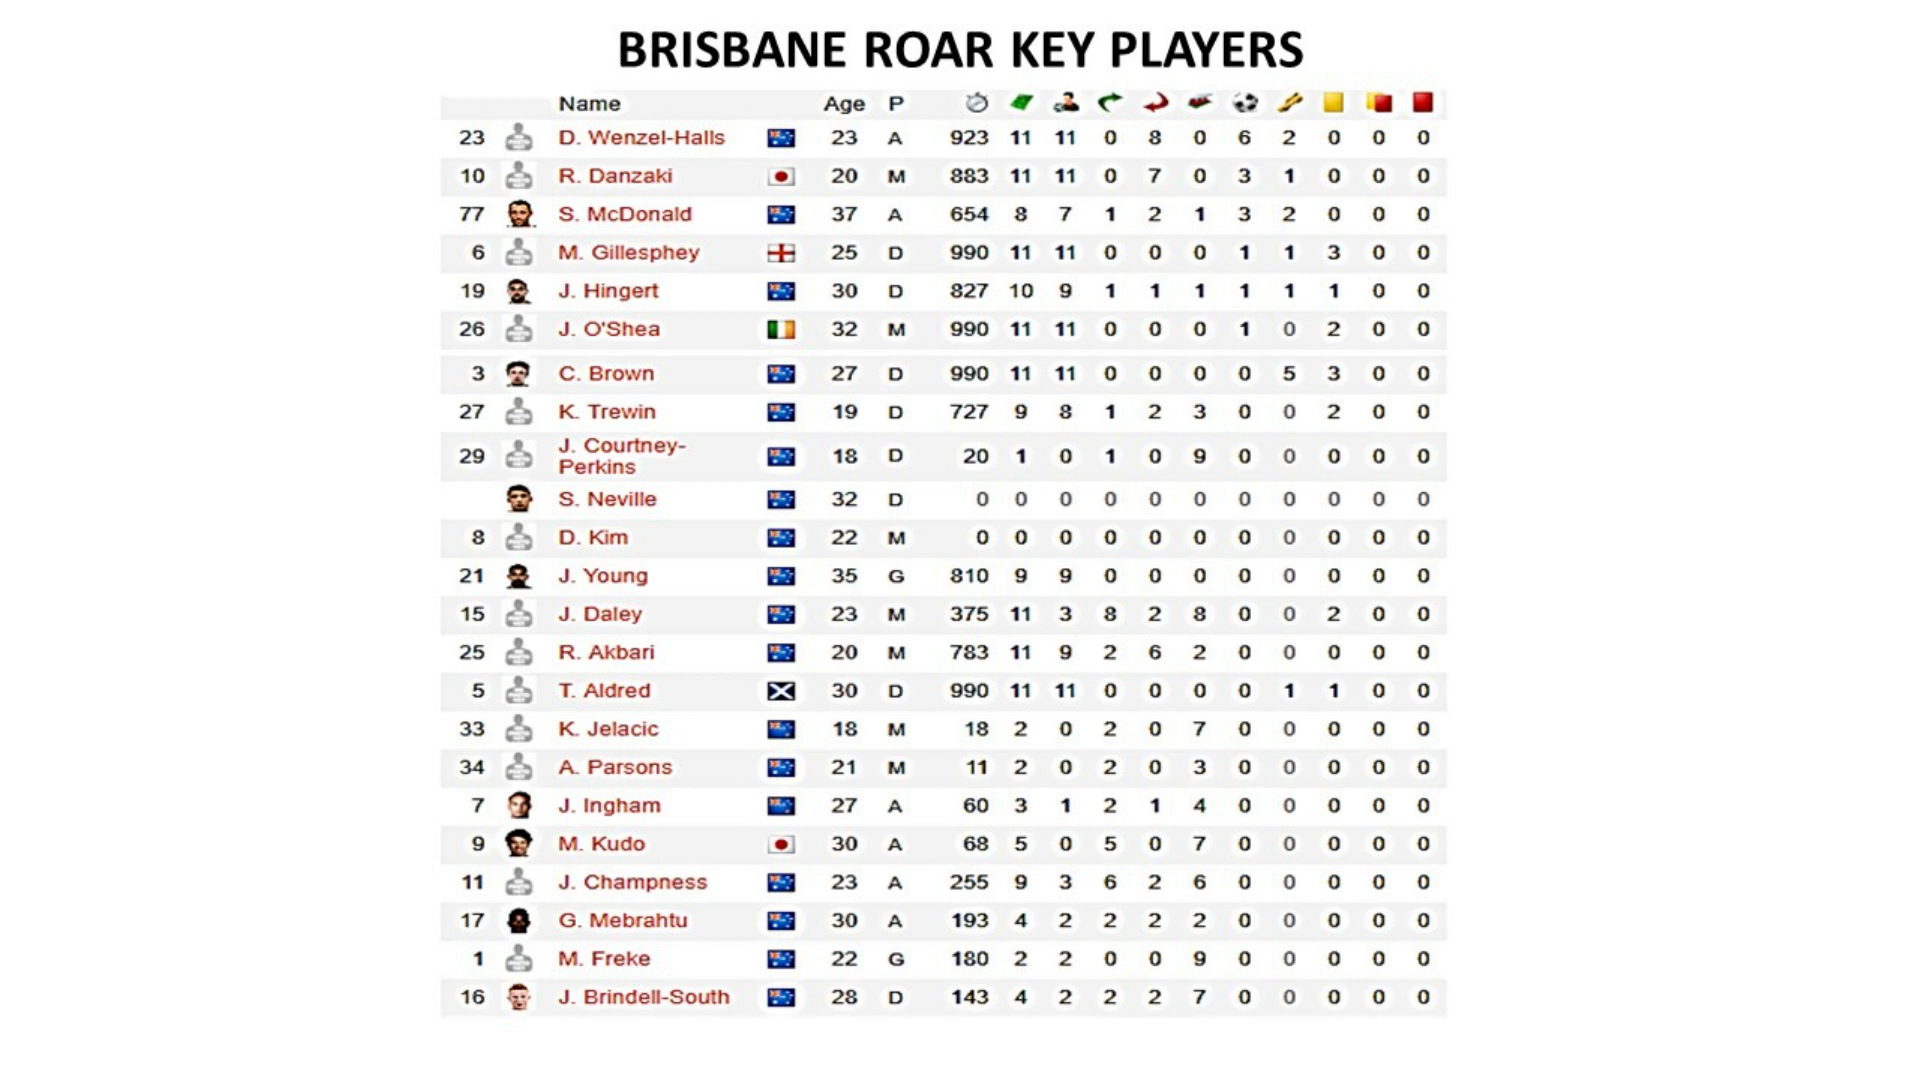 BRISBANE ROAR KEY PLAYERS
Name Age P
23 D. Wenzel-Halls 23 A 923 11 11 0 8 0 6 2 0 0 0
10 R. Danzaki 20 M 883 11 11 0 7 0 3 1 0 0 0
77 S. McDonald 37 A 654 8 7 1 2 1 3 2 0 0 0
6 M. Gillesphey 25 D 990 11 11 0 0 0 1 1 3 0 0
19 J. Hingert 30 D 827 10 9 1 1 1 1 1 1 0 0
26 J. O'Shea 32 M 990 11 11 0 0 0 1 0 2 0 0
3 C. Brown 27 D 990 11 11 0 0 0 0 5 3 0 0
27 K. Trewin 19 D 727 9 8 1 2 3 0 0 2 0 0
29 J. Courtney-
Perkins 18 D 20 1 0 1 0 9 0 0 0 0 0
S. Neville 32 D 0 0 0 0 0 0 0 0 0 0 0
8 D. Kim 22 M 0 0 0 0 0 0 0 0 0 0 0
21 J. Young 35 G 810 9 9 0 0 0 0 0 0 0 0
15 J. Daley 23 M 375 11 3 8 2 8 0 0 2 0 0
25 R. Akbari 20 M 783 11 9 2 6 2 0 0 0 0 0
5 T. Aldred 30 D 990 11 11 0 0 0 0 1 1 0 0
33 K. Jelacic 18 M 18 2 0 2 0 7 0 0 0 0 0
34 A. Parsons 21 M 11 2 0 2 0 3 0 0 0 0 0
7 J. Ingham 27 A 60 3 1 2 1 4 0 0 0 0 0
9 M. Kudo 30 A 68 5 0 5 0 7 0 0 0 0 0
11 J. Champness 23 A 255 9 3 6 2 6 0 0 0 0 0
17 G. Mebrahtu 30 A 193 4 2 2 2 2 0 0 0 0 0
1 M. Freke 22 G 180 2 2 0 0 9 0 0 0 0 0
16 J. Brindell-South 28 D 143 4 2 2 2 7 0 0 0 0 0